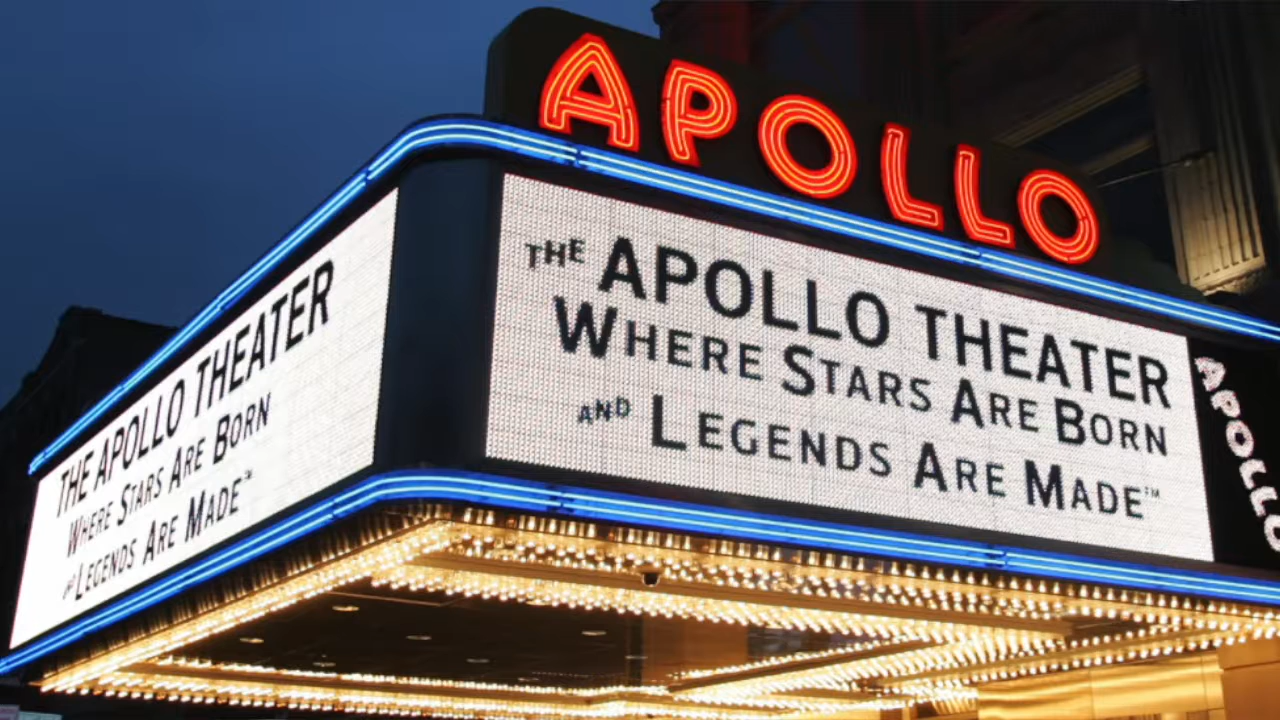 APOLLO
THE APOLLO THEATER
WHERE STARS ARE BORN
AND LEGENDS ARE MADE™
THE APOLLO THEATER
WHERE STARS ARE BORN
AND LEGENDS ARE MADE™
APOLLO